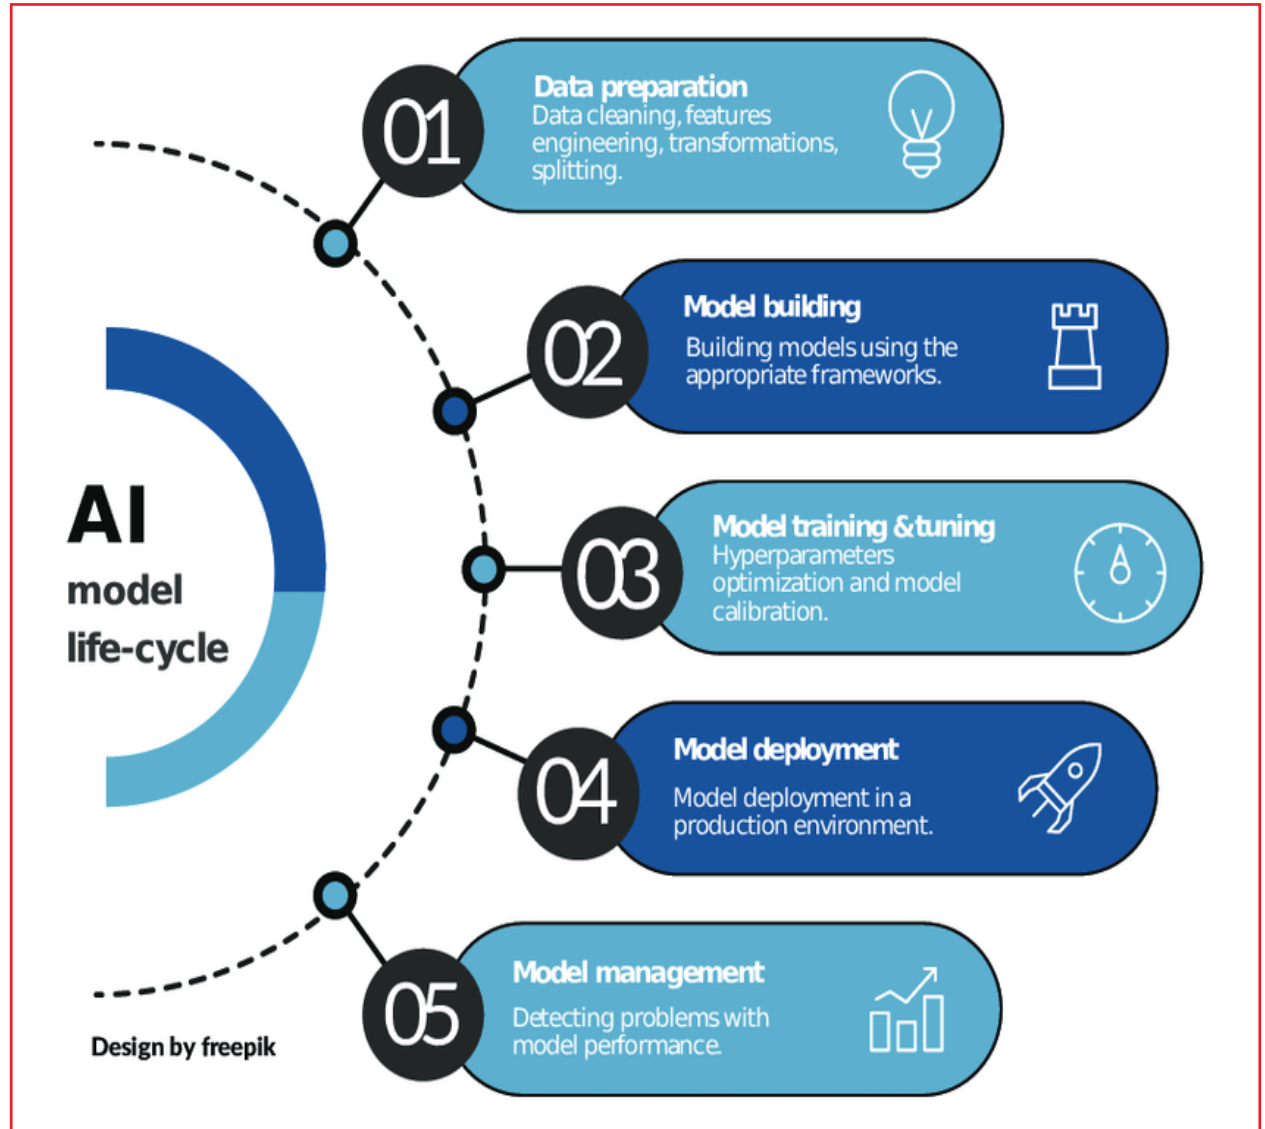 01
Data preparation
Data cleaning, features
engineering, transformations,
splitting.
02
Model building
Building models using the
appropriate frameworks.
AI
model
life-cycle
03
Model training & tuning
Hyperparameters
optimization and model
calibration.
04
Model deployment
Model deployment in a
production environment.
05
Model management
Detecting problems with
model performance.
Design by freepik